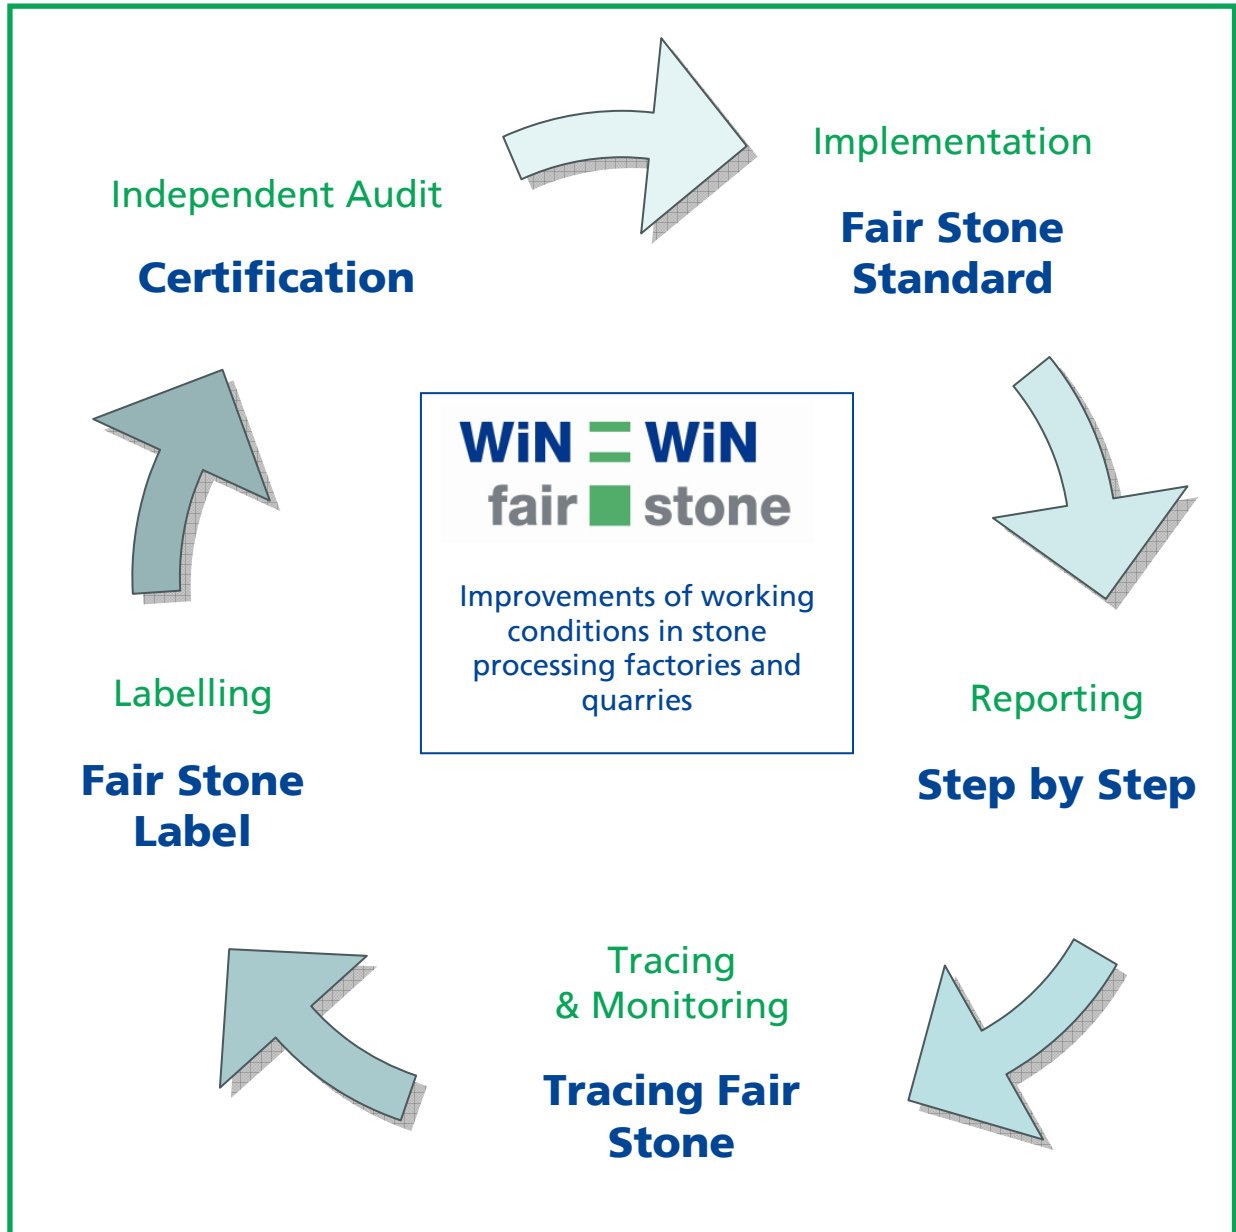 Implementation
Fair Stone
Standard
Independent Audit
Certification
WiN WiN
fair stone
Improvements of working
conditions in stone
processing factories and
quarries
Reporting
Step by Step
Labelling
Fair Stone
Label
Tracing
& Monitoring
Tracing Fair
Stone